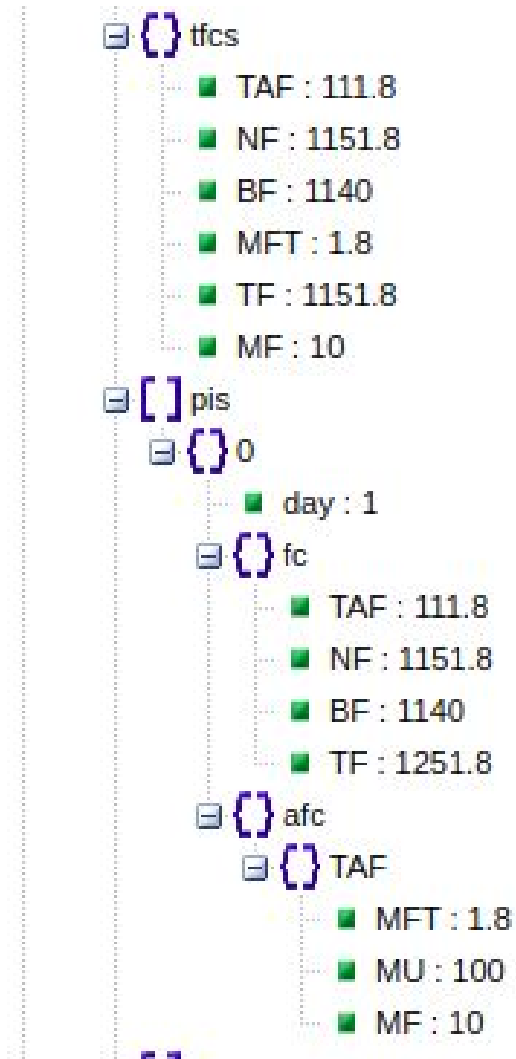 tfcs
TAF : 111.8
NF : 1151.8
BF : 1140
MFT : 1.8
TF : 1151.8
MF : 10
pis
0
day : 1
fc
TAF : 111.8
NF : 1151.8
BF : 1140
TF : 1251.8
afc
TAF
MFT : 1.8
MU : 100
MF : 10